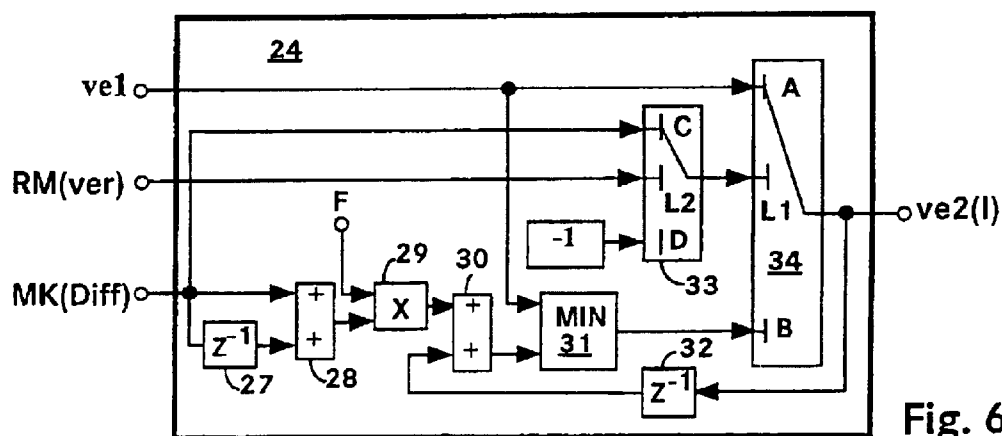 24
ve1
A
C
RM(ver)
L2
L1
ve2(I)
F
-1
D
34
29
30
33
MK(Diff)
+
+
X
+
+
MIN
31
B
Z-1
27
28
32
Z-1
Fig. 6